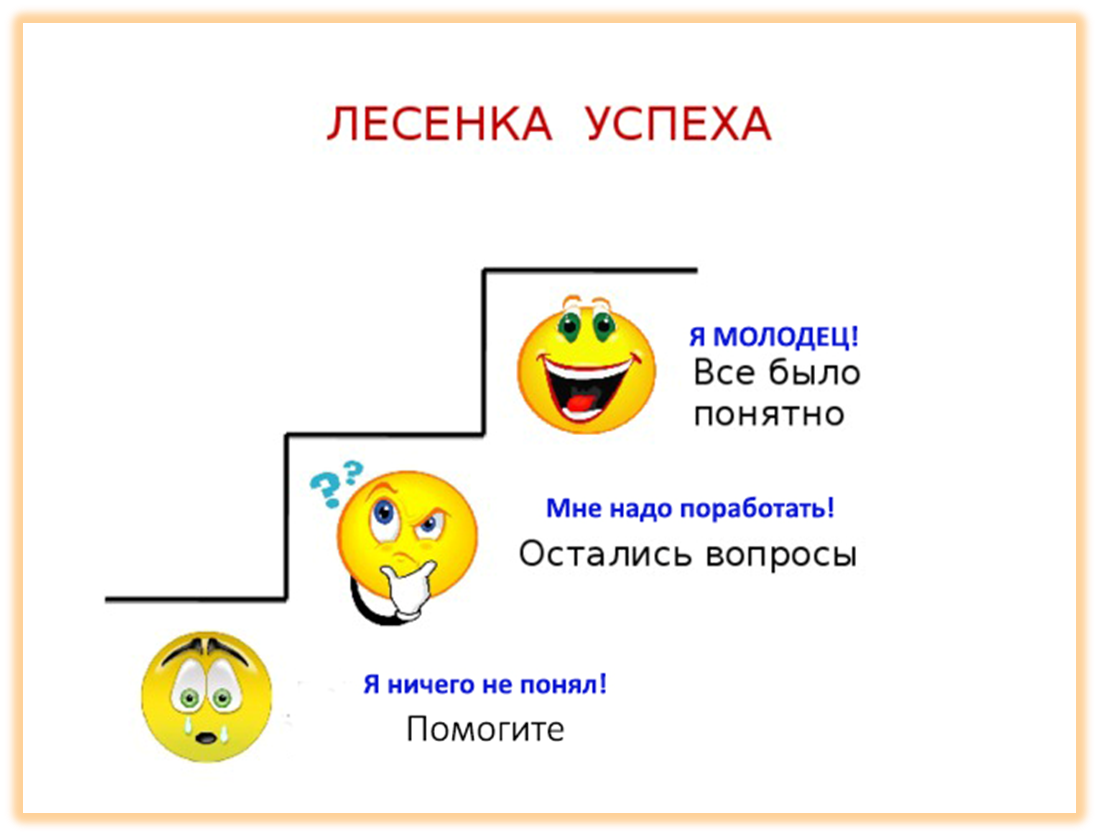 ЛЕСЕНКА УСПЕХА
Я МОЛОДЕЦ!
Все было
понятно
??
Мне надо поработать!
Остались вопросы
Я ничего не понял!
Помогите